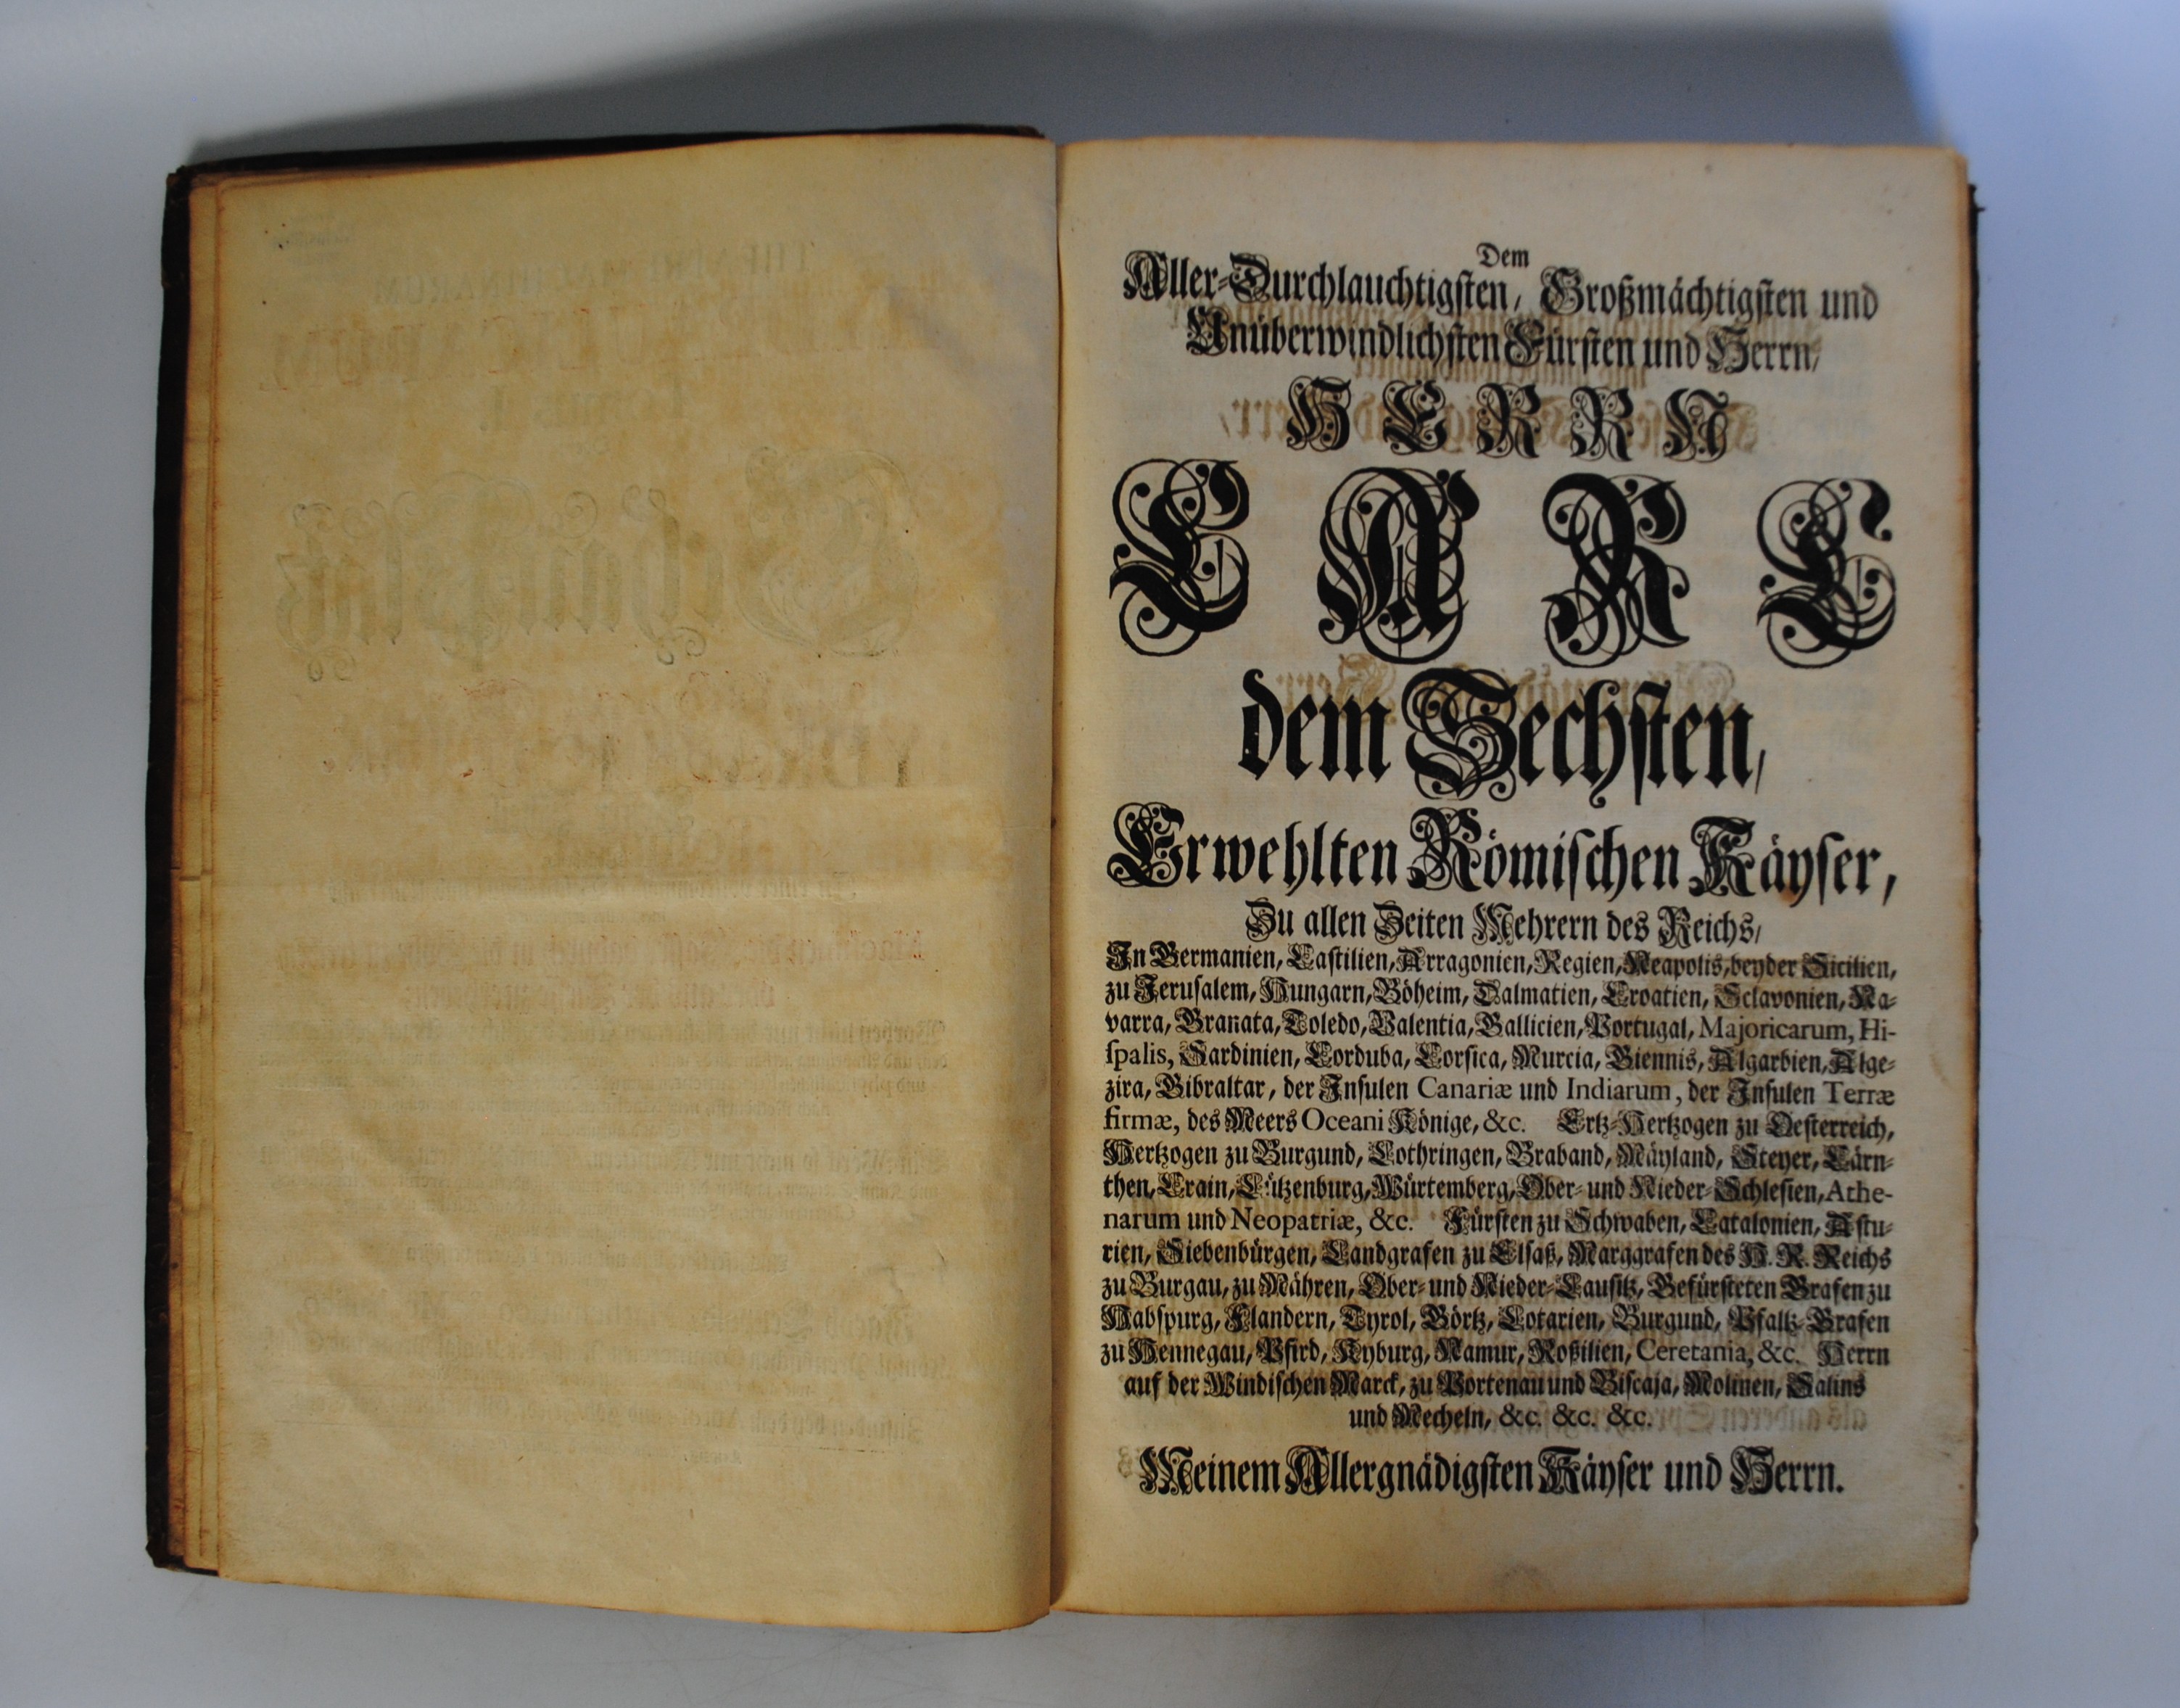 Dem
Aller-Durchlauchtigsten, Großmächtigsten und
Unüberwindlichsten Fürsten und Herrn,
HERRN
CARL
dem Sechsten,
Erwehlten Römischen Käyser,
Zu allen Zeiten Mehrern des Reichs,
In Germanien, Castilien, Arragonien, Regien, Neapolis, beyder Sicilien,
zu Jerusalem, Hungarn, Böheim, Dalmatien, Croatien, Sclavonien, Na-
varra, Granata, Toledo, Valentia, Gallicien, Portugal, Majoricarum, Hi-
spalis, Sardinien, Corduba, Corsica, Murcia, Giennis, Algarbien, Alge-
zira, Gibraltar, der Insulen Canariæ und Indiarum, der Insulen Terræ
firmæ, des Meers Oceani Könige, &c. Ertz-Hertzogen zu Oesterreich,
Hertzogen zu Burgund, Lothringen, Braband, Mäyland, Steyer, Cärn-
then, Crain, Lützenburg, Würtemberg, Ober- und Nieder-Schlesien, Athe-
narum und Neopatriæ, &c. Fürsten zu Schwaben, Catalonien, Astu-
rien, Siebenbürgen, Landgrafen zu Elsaß, Marggrafen des H. R. Reichs
zu Burgau, zu Mähren, Ober- und Nieder-Lausitz, Gefürsteten Grafen zu
Habspurg, Flandern, Tyrol, Görtz, Lotarien, Burgund, Pfaltz-Grafen
zu Hennegau, Pfird, Kyburg, Namur, Roßilien, Ceretania, &c. Herrn
auf der Windischen Marck, zu Portenau und Biscaja, Molinen, Salins
und Mecheln, &c. &c. &c.
Meinem Allergnädigsten Käyser und Herrn.